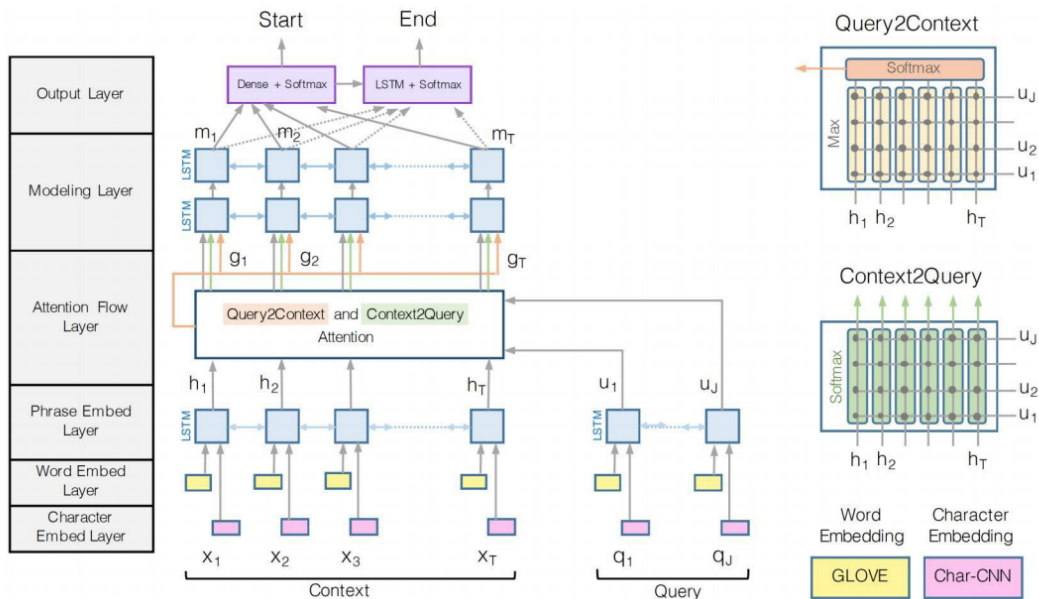 Start End
Query2Context
Output Layer
Dense + Softmax
LSTM + Softmax
Softmax
Max
u_J
u_2
u_1
h_1 h_2 h_T
m_1 m_2 m_T
Modeling Layer
LSTM
LSTM
g_1 g_2 g_T
Attention Flow
Layer
Query2Context and Context2Query
Attention
Context2Query
Softmax
u_J
u_2
u_1
h_1 h_2 h_T
h_1 h_2 h_T
u_1 u_J
Phrase Embed
Layer
LSTM
LSTM
Word Embed
Layer
Character
Embed Layer
x_1 x_2 x_3 x_T
q_1 q_J
Context
Query
Word
Embedding
Character
Embedding
GLOVE
Char-CNN